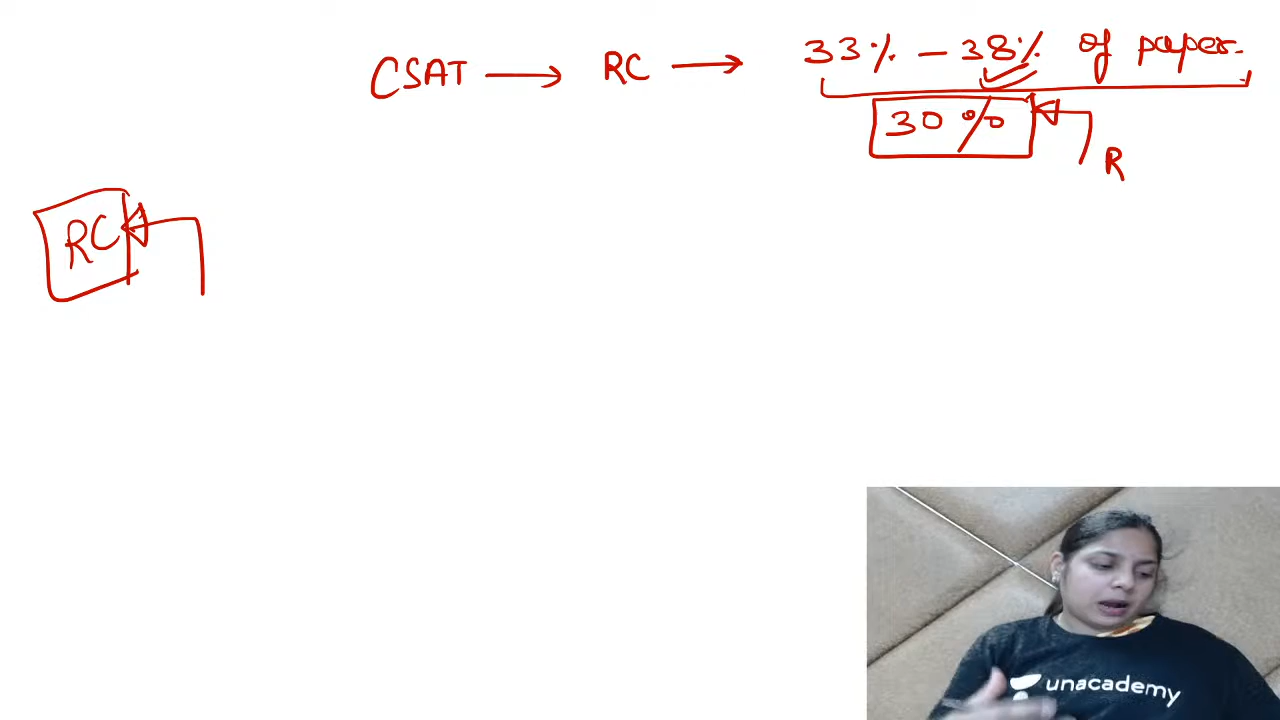 CSAT → RC → 33% - 38% of paper.
30%
R
RC
unacademy